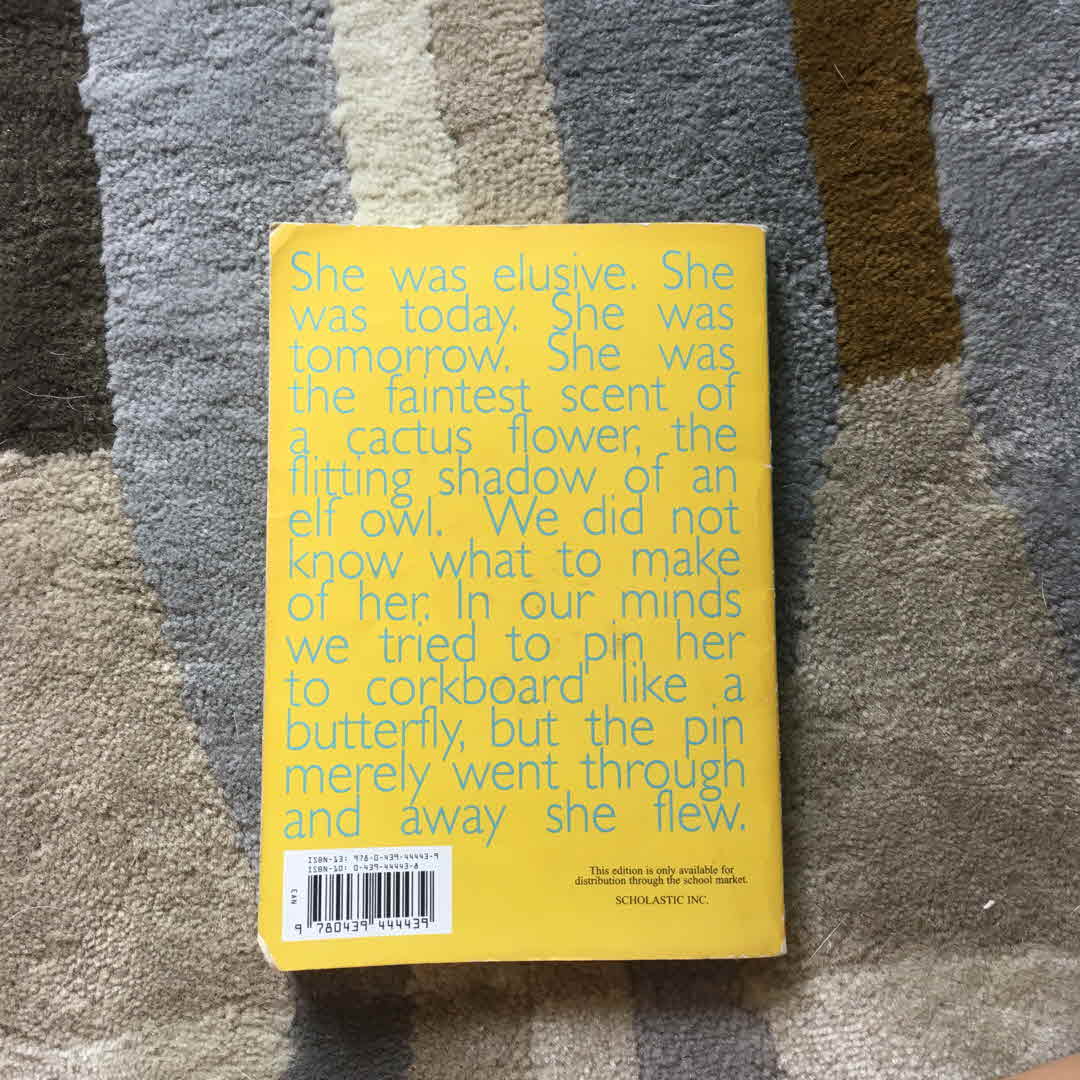 She was elusive. She
was today. She was
tomorrow. She was
the faintest scent of
a cactus flower, the
flitting shadow of an
elf owl. We did not
know what to make
of her. In our minds
we tried to pin her
to corkboard like a
butterfly, but the pin
merely went through
and away she flew.
ISBN-13: 978-0-439-44443-9
ISBN-10: 0-439-44443-8
EAN
9 780439 444439
This edition is only available for
distribution through the school market.
SCHOLASTIC INC.